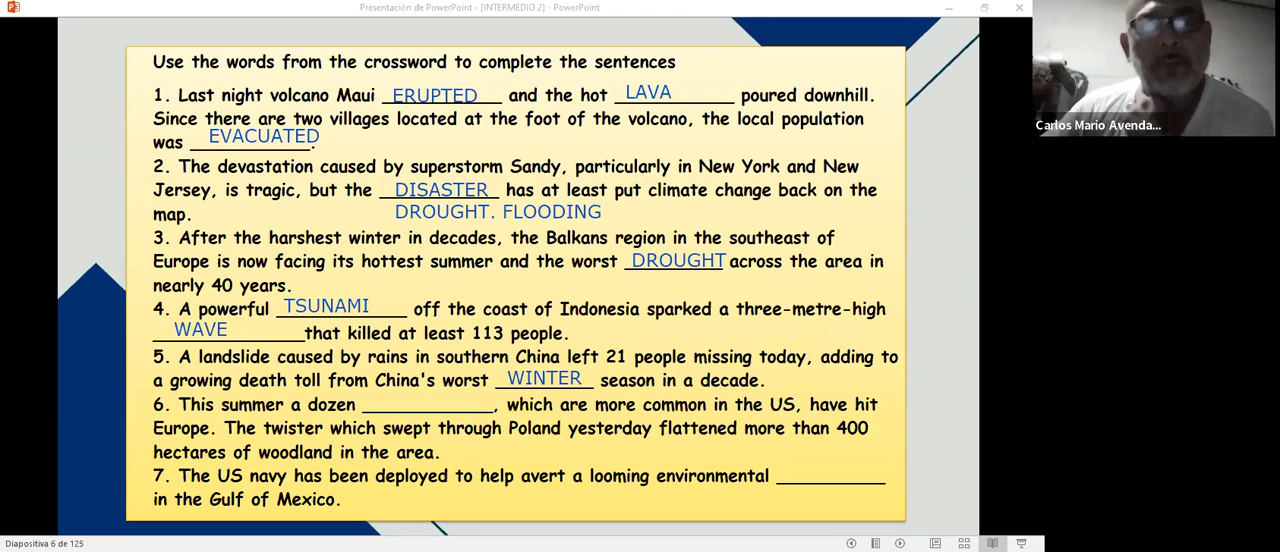 Presentación de PowerPoint - [INTERMEDIO 2] - PowerPoint
Carlos Mario Avenda...
Use the words from the crossword to complete the sentences
1. Last night volcano Maui ERUPTED and the hot LAVA poured downhill.
Since there are two villages located at the foot of the volcano, the local population
was EVACUATED.
2. The devastation caused by superstorm Sandy, particularly in New York and New
Jersey, is tragic, but the DISASTER has at least put climate change back on the
map. DROUGHT. FLOODING
3. After the harshest winter in decades, the Balkans region in the southeast of
Europe is now facing its hottest summer and the worst DROUGHT across the area in
nearly 40 years.
4. A powerful TSUNAMI off the coast of Indonesia sparked a three-metre-high
WAVE that killed at least 113 people.
5. A landslide caused by rains in southern China left 21 people missing today, adding to
a growing death toll from China's worst WINTER season in a decade.
6. This summer a dozen ____________, which are more common in the US, have hit
Europe. The twister which swept through Poland yesterday flattened more than 400
hectares of woodland in the area.
7. The US navy has been deployed to help avert a looming environmental __________
in the Gulf of Mexico.
Diapositiva 6 de 125